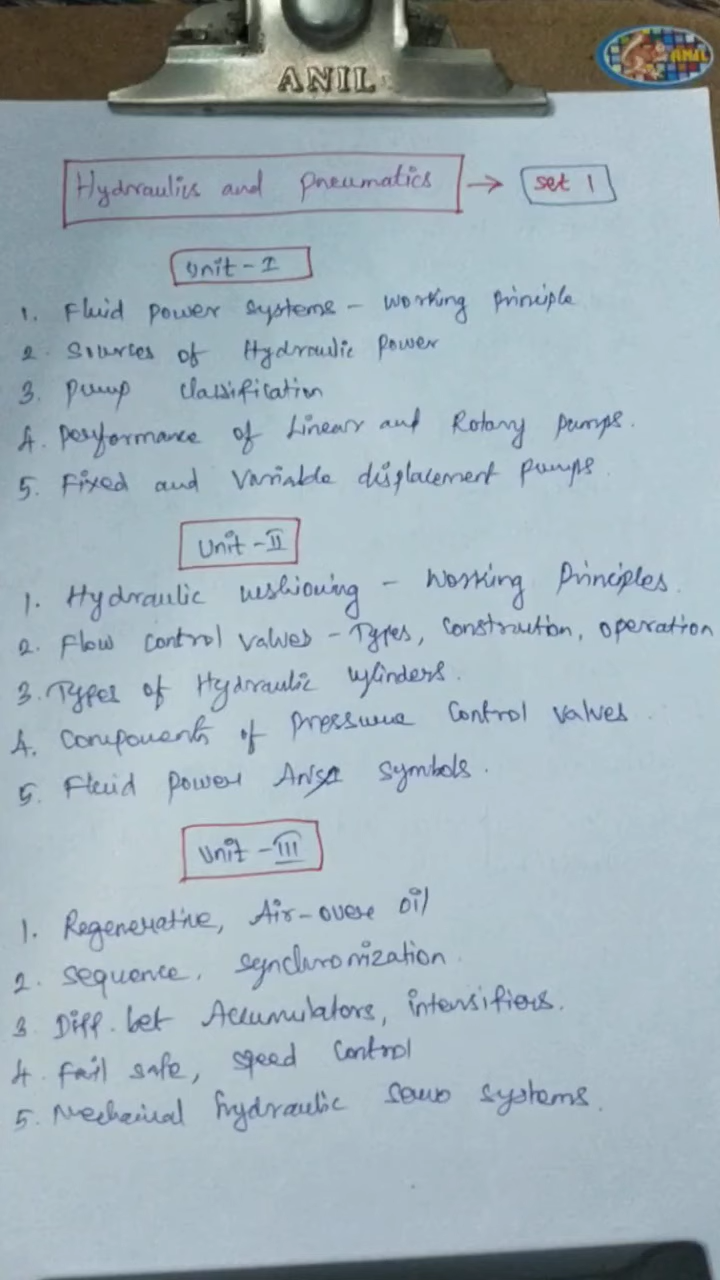 ANIL
ANIL
Hydraulics and pneumatics → set 1
Unit - I
1. Fluid power systems - working principle
2. Sources of Hydraulic power
3. pump classification
4. performance of Linear and Rotary pumps.
5. Fixed and variable displacement pumps.
Unit - II
1. Hydraulic cushioning - working principles.
2. Flow control valves - Types, construction, operation
3. Types of Hydraulic cylinders.
4. Components of pressure control valves.
5. Fluid power symbols.
Unit - III
1. Regenerative, Air-over oil
2. sequence, synchronization.
3. Diff. bet Accumulators, intensifiers.
4. fail safe, speed control
5. Mechanical hydraulic servo systems.